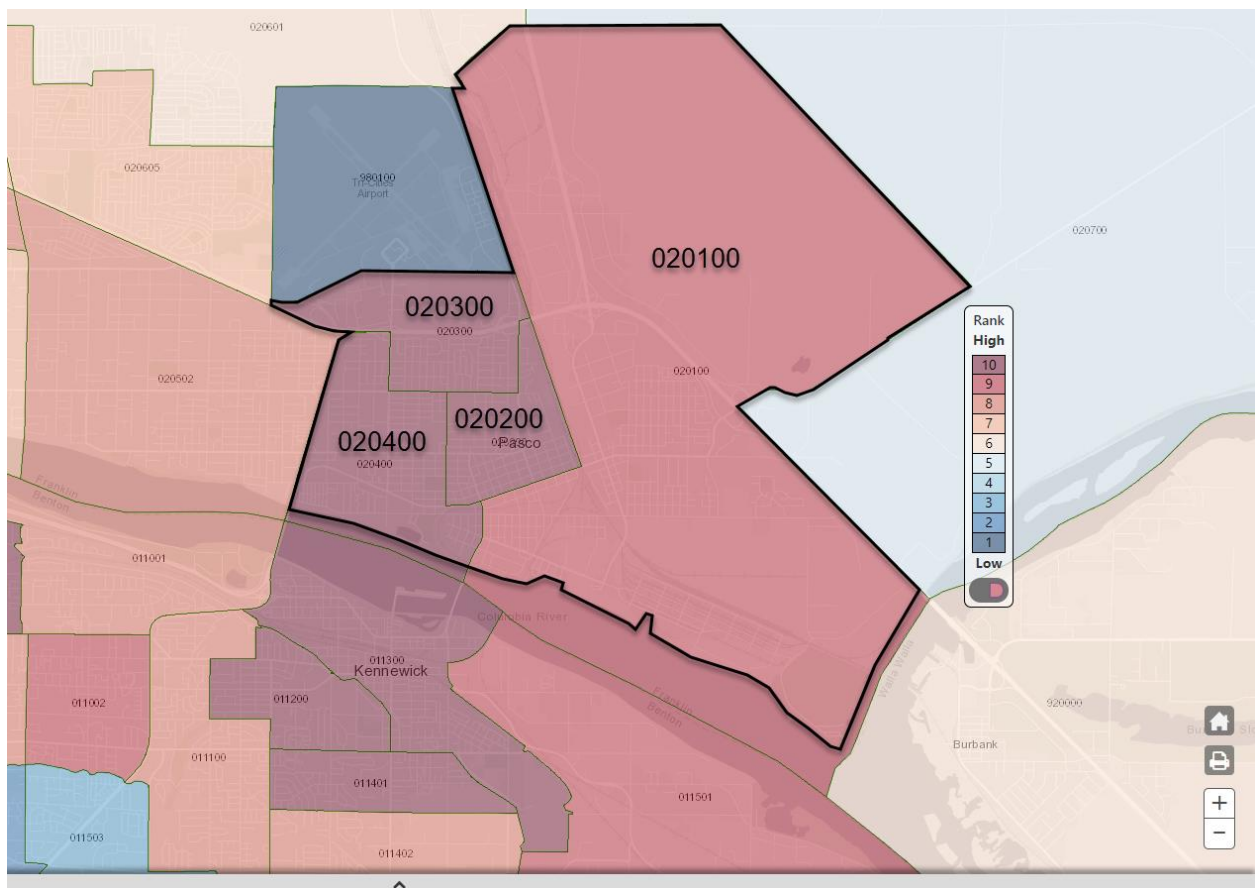 020601
020605
980100
Tri-Cities
Airport
020100
020700
020300
020300
020502
020100
020200
Pasco
020400
020400
Rank
High
10
9
8
7
6
5
4
3
2
1
Low
Franklin
Benton
011001
Columbia River
011300
Kennewick
011200
011002
011100
011401
Franklin
Benton
Walla Walla
920000
Burbank
011501
011503
011402
+
−